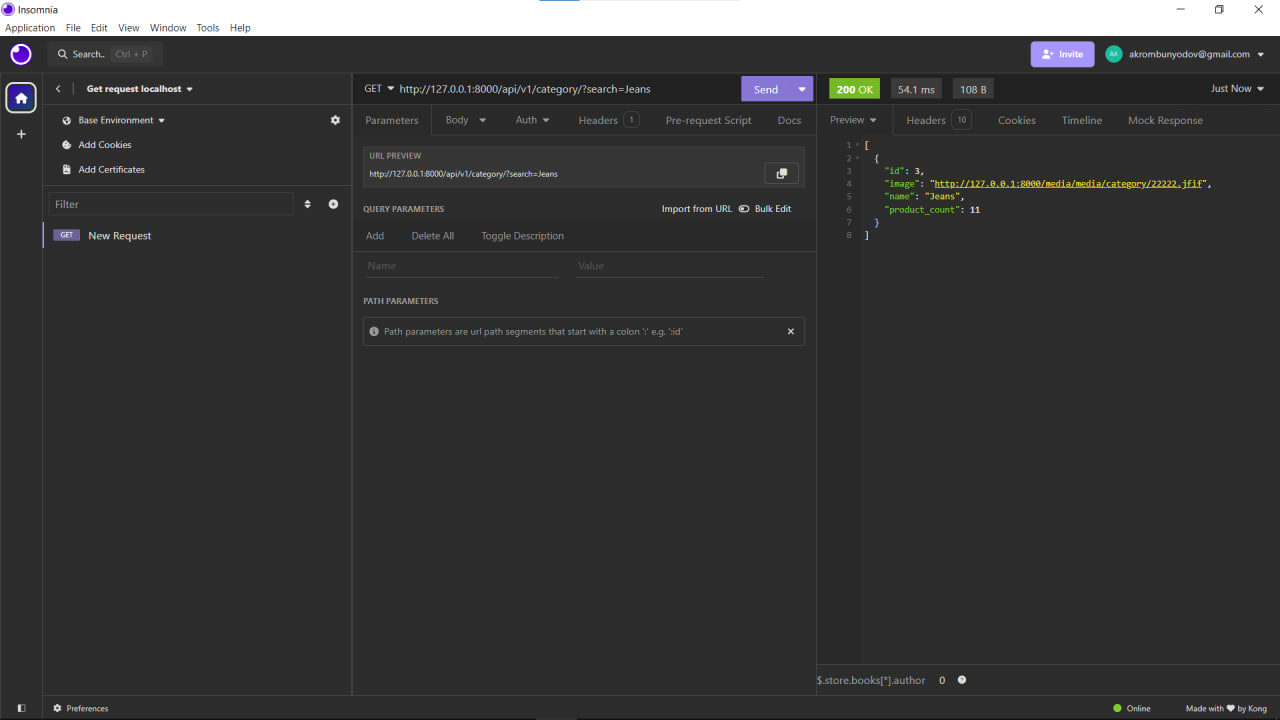 Insomnia
Application File Edit View Window Tools Help
Search.. Ctrl + P
Invite
AK akrombunyodov@gmail.com
Get request localhost
Base Environment
Add Cookies
Add Certificates
Filter
GET New Request
GET http://127.0.0.1:8000/api/v1/category/?search=Jeans Send
Parameters Body Auth Headers 1 Pre-request Script Docs
URL PREVIEW
http://127.0.0.1:8000/api/v1/category/?search=Jeans
QUERY PARAMETERS Import from URL Bulk Edit
Add Delete All Toggle Description
Name Value
PATH PARAMETERS
Path parameters are url path segments that start with a colon ':' e.g. ':id'
200 OK 54.1 ms 108 B Just Now
Preview Headers 10 Cookies Timeline Mock Response
1 [
2 {
3 "id": 3,
4 "image": "http://127.0.0.1:8000/media/media/category/22222.jfif",
5 "name": "Jeans",
6 "product_count": 11
7 }
8 ]
$.store.books[*].author 0
Preferences
Online Made with ❤ by Kong